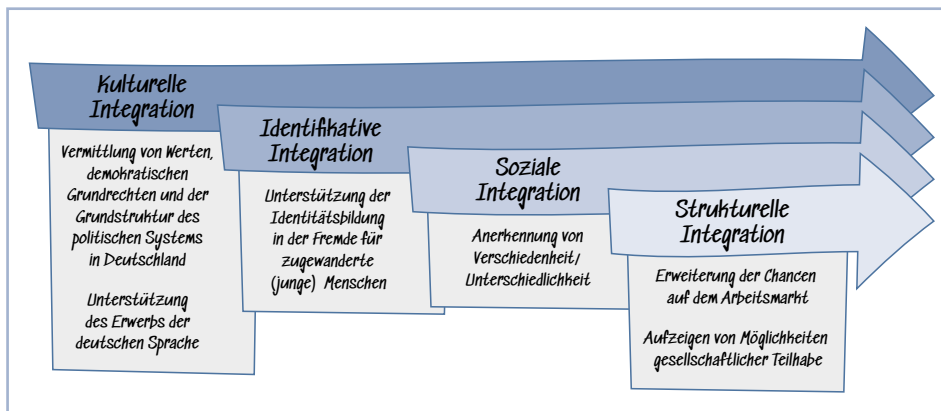 Kulturelle
Integration
Vermittlung von Werten,
demokratischen
Grundrechten und der
Grundstruktur des
politischen Systems
in Deutschland
Unterstützung
des Erwerbs der
deutschen Sprache
Identifikative
Integration
Unterstützung der
Identitätsbildung
in der Fremde für
zugewanderte
(junge) Menschen
Soziale
Integration
Anerkennung von
Verschiedenheit/
Unterschiedlichkeit
Strukturelle
Integration
Erweiterung der Chancen
auf dem Arbeitsmarkt
Aufzeigen von Möglichkeiten
gesellschaftlicher Teilhabe